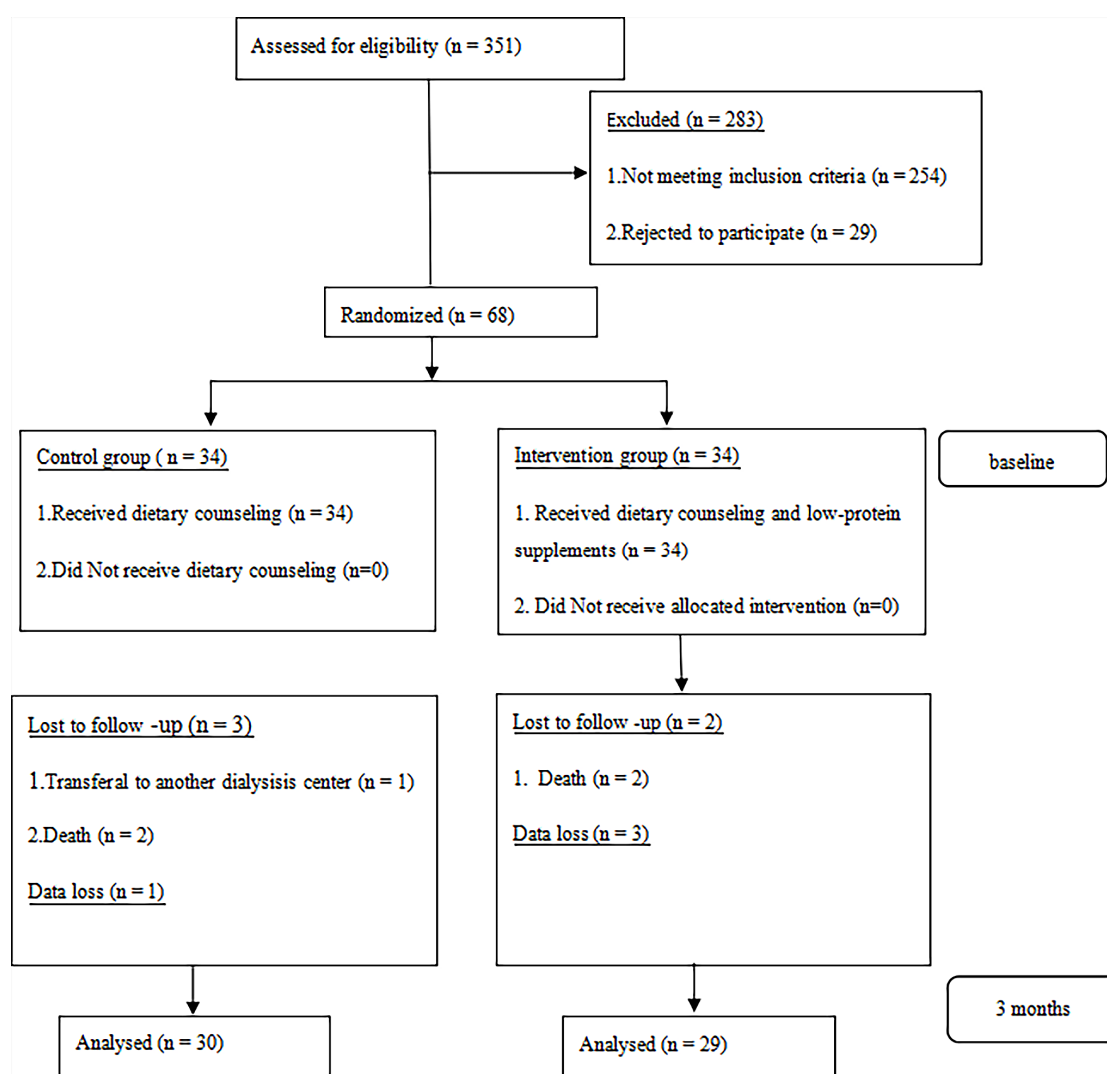 Assessed for eligibility (n = 351)
Excluded (n = 283)
1.Not meeting inclusion criteria (n = 254)
2.Rejected to participate (n = 29)
Randomized (n = 68)
Control group ( n = 34)
1.Received dietary counseling (n = 34)
2.Did Not receive dietary counseling (n=0)
Intervention group (n = 34)
1. Received dietary counseling and low-protein
supplements (n = 34)
2. Did Not receive allocated intervention (n=0)
baseline
Lost to follow -up (n = 3)
1.Transferal to another dialysisis center (n = 1)
2.Death (n = 2)
Data loss (n = 1)
Lost to follow -up (n = 2)
1. Death (n = 2)
Data loss (n = 3)
3 months
Analysed (n = 30)
Analysed (n = 29)